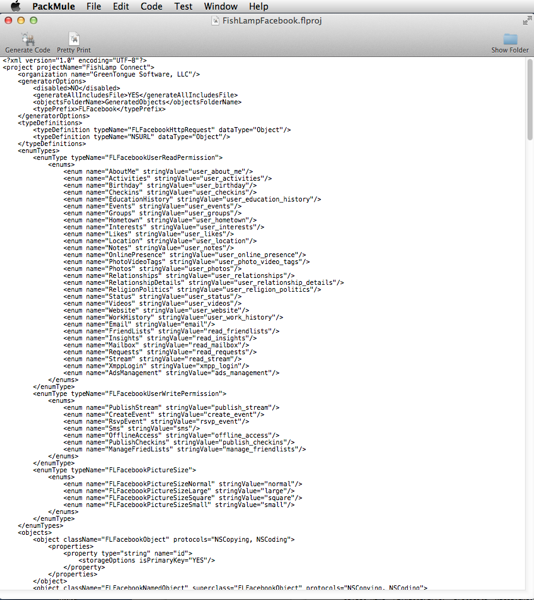 PackMule File Edit Code Test Window Help
FishLampFacebook.flproj
Generate Code Pretty Print Show Folder
<?xml version="1.0" encoding="UTF-8"?>
<project projectName="FishLamp Connect">
<organization name="GreenTongue Software, LLC"/>
<generatorOptions>
<disabled>NO</disabled>
<generateAllIncludesFile>YES</generateAllIncludesFile>
<objectsFolderName>GeneratedObjects</objectsFolderName>
<typePrefix>FLFacebook</typePrefix>
</generatorOptions>
<typeDefinitions>
<typeDefinition typeName="FLFacebookHttpRequest" dataType="Object"/>
<typeDefinition typeName="NSURL" dataType="Object"/>
</typeDefinitions>
<enumTypes>
<enumType typeName="FLFacebookUserReadPermission">
<enums>
<enum name="AboutMe" stringValue="user_about_me"/>
<enum name="Activities" stringValue="user_activities"/>
<enum name="Birthday" stringValue="user_birthday"/>
<enum name="Checkins" stringValue="user_checkins"/>
<enum name="EducationHistory" stringValue="user_education_history"/>
<enum name="Events" stringValue="user_events"/>
<enum name="Groups" stringValue="user_groups"/>
<enum name="Hometown" stringValue="user_hometown"/>
<enum name="Interests" stringValue="user_interests"/>
<enum name="Likes" stringValue="user_likes"/>
<enum name="Location" stringValue="user_location"/>
<enum name="Notes" stringValue="user_notes"/>
<enum name="OnlinePresence" stringValue="user_online_presence"/>
<enum name="PhotoVideoTags" stringValue="user_photo_video_tags"/>
<enum name="Photos" stringValue="user_photos"/>
<enum name="Relationships" stringValue="user_relationships"/>
<enum name="RelationshipDetails" stringValue="user_relationship_details"/>
<enum name="ReligionPolitics" stringValue="user_religion_politics"/>
<enum name="Status" stringValue="user_status"/>
<enum name="Videos" stringValue="user_videos"/>
<enum name="Website" stringValue="user_website"/>
<enum name="WorkHistory" stringValue="user_work_history"/>
<enum name="Email" stringValue="email"/>
<enum name="FriendLists" stringValue="read_friendlists"/>
<enum name="Insights" stringValue="read_insights"/>
<enum name="Mailbox" stringValue="read_mailbox"/>
<enum name="Requests" stringValue="read_requests"/>
<enum name="Stream" stringValue="read_stream"/>
<enum name="XmppLogin" stringValue="xmpp_login"/>
<enum name="AdsManagement" stringValue="ads_management"/>
</enums>
</enumType>
<enumType typeName="FLFacebookUserWritePermission">
<enums>
<enum name="PublishStream" stringValue="publish_stream"/>
<enum name="CreateEvent" stringValue="create_event"/>
<enum name="RsvpEvent" stringValue="rsvp_event"/>
<enum name="Sms" stringValue="sms"/>
<enum name="OfflineAccess" stringValue="offline_access"/>
<enum name="PublishCheckins" stringValue="publish_checkins"/>
<enum name="ManageFriedLists" stringValue="manage_friendlists"/>
</enums>
</enumType>
<enumType typeName="FLFacebookPictureSize">
<enums>
<enum name="FLFacebookPictureSizeNormal" stringValue="normal"/>
<enum name="FLFacebookPictureSizeLarge" stringValue="large"/>
<enum name="FLFacebookPictureSizeSquare" stringValue="square"/>
<enum name="FLFacebookPictureSizeSmall" stringValue="small"/>
</enums>
</enumType>
</enumTypes>
<objects>
<object className="FLFacebookObject" protocols="NSCopying, NSCoding">
<properties>
<property type="string" name="id">
<storageOptions isPrimaryKey="YES"/>
</property>
</properties>
</object>
<object className="FLFacebookNamedObject" superclass="FLFacebookObject" protocols="NSCopying, NSCoding">